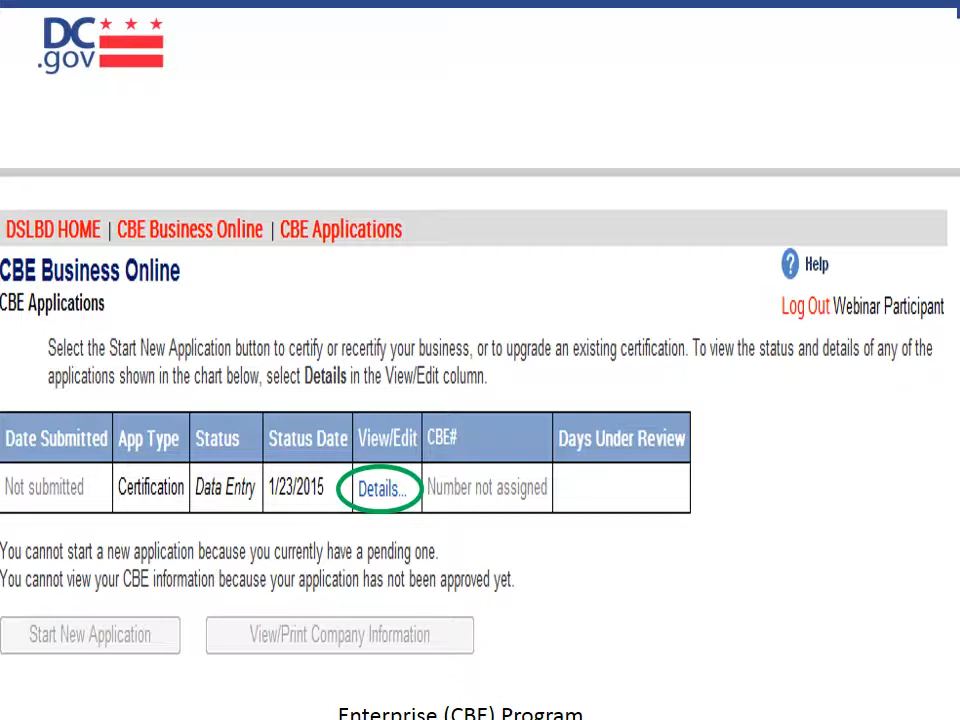 DC
.gov
DSLBD HOME | CBE Business Online | CBE Applications
CBE Business Online
Help
CBE Applications
Log Out Webinar Participant
Select the Start New Application button to certify or recertify your business, or to upgrade an existing certification. To view the status and details of any of the
applications shown in the chart below, select Details in the View/Edit column.
Date Submitted App Type Status Status Date View/Edit CBE# Days Under Review
Not submitted Certification Data Entry 1/23/2015 Details... Number not assigned
You cannot start a new application because you currently have a pending one.
You cannot view your CBE information because your application has not been approved yet.
Start New Application View/Print Company Information
Enterprise (CBE) Program